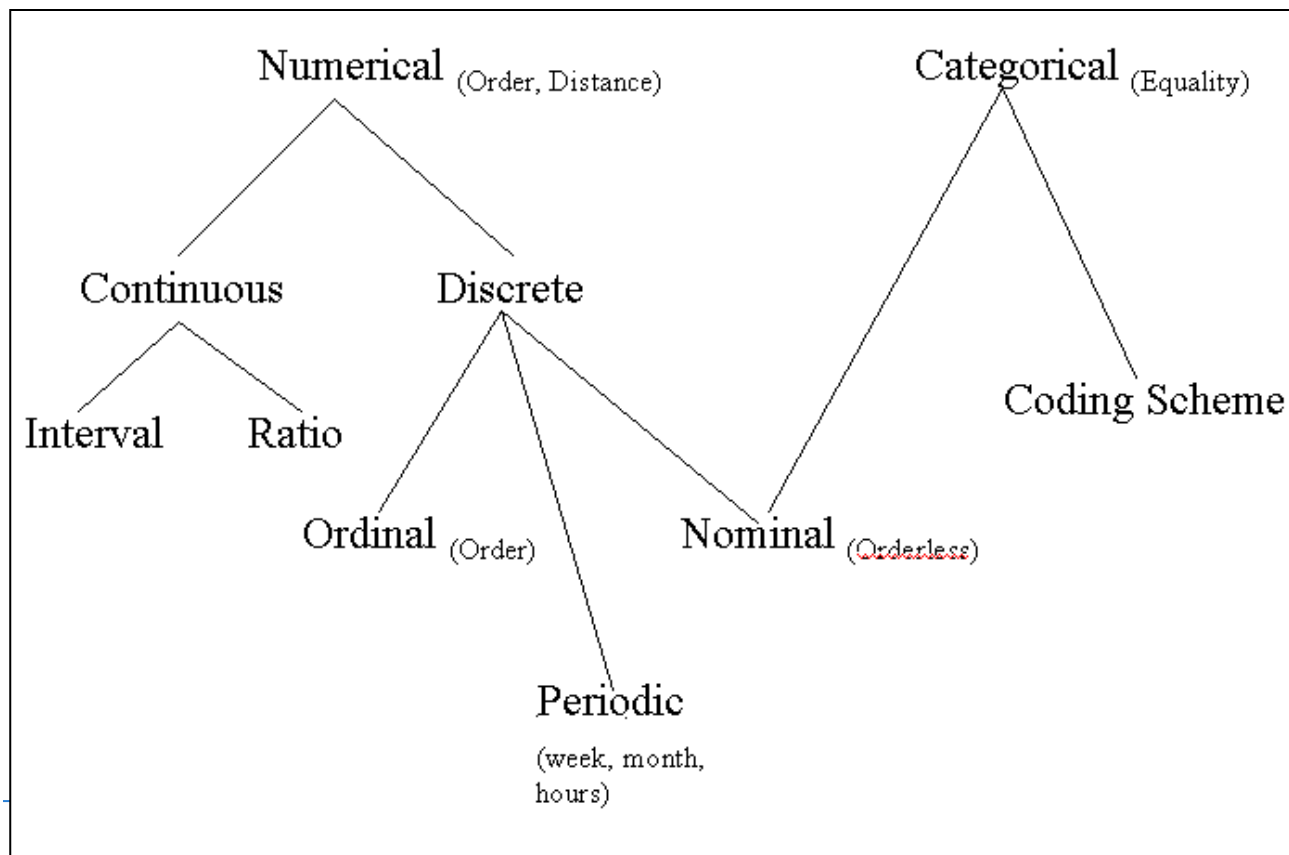 Numerical (Order, Distance)
Categorical (Equality)
Continuous
Discrete
Coding Scheme
Interval
Ratio
Ordinal (Order)
Nominal (Orderless)
Periodic
(week, month,
hours)